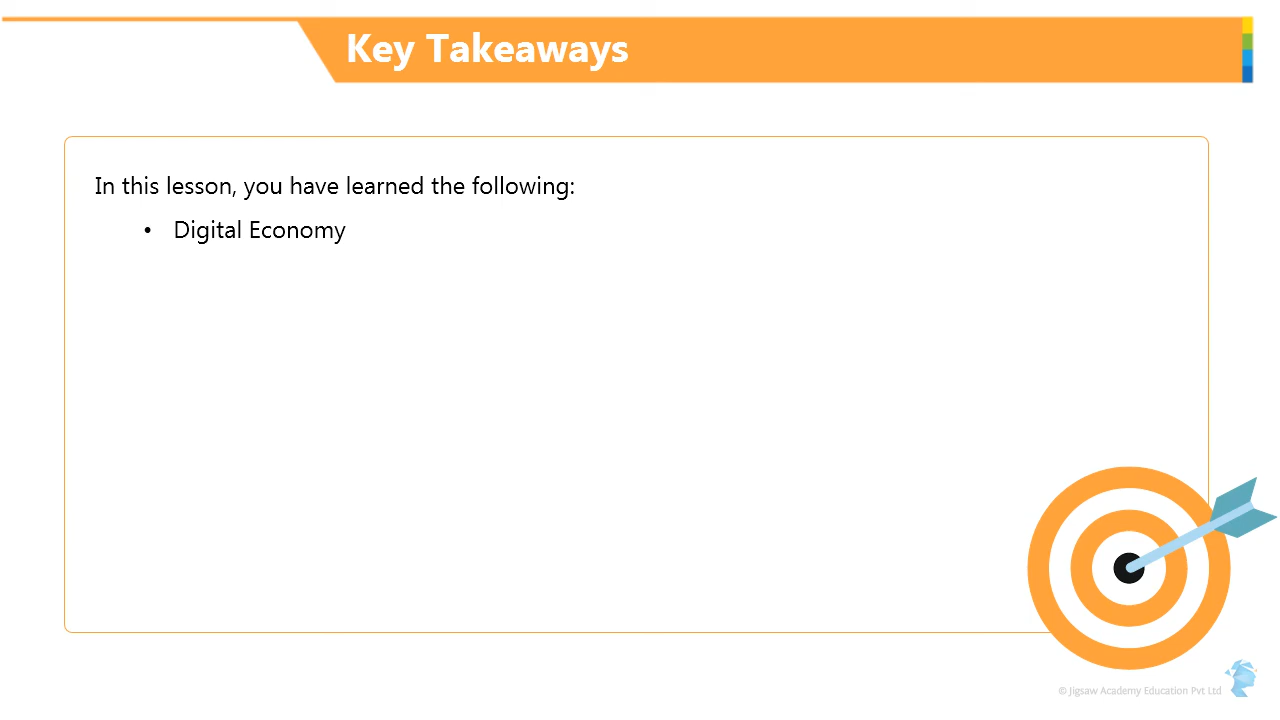 Key Takeaways
In this lesson, you have learned the following:
• Digital Economy
© Jigsaw Academy Education Pvt Ltd